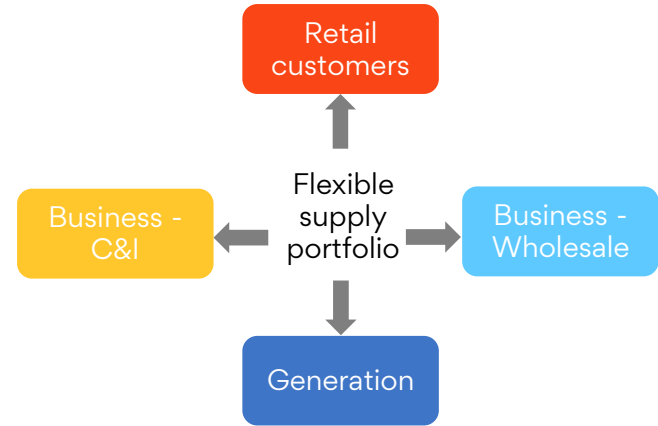 Retail
customers
Flexible
supply
portfolio
Business -
C&I
Business -
Wholesale
Generation